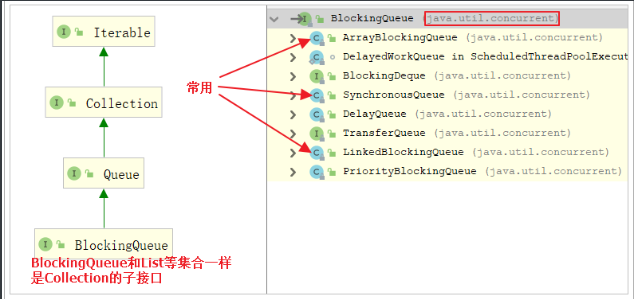 Iterable
Collection
Queue
BlockingQueue
BlockingQueue和List等集合一样
是Collection的子接口
常用
BlockingQueue (java.util.concurrent)
ArrayBlockingQueue (java.util.concurrent)
DelayedWorkQueue in ScheduledThreadPoolExecut
BlockingDeque (java.util.concurrent)
SynchronousQueue (java.util.concurrent)
DelayQueue (java.util.concurrent)
TransferQueue (java.util.concurrent)
LinkedBlockingQueue (java.util.concurrent)
PriorityBlockingQueue (java.util.concurrent)